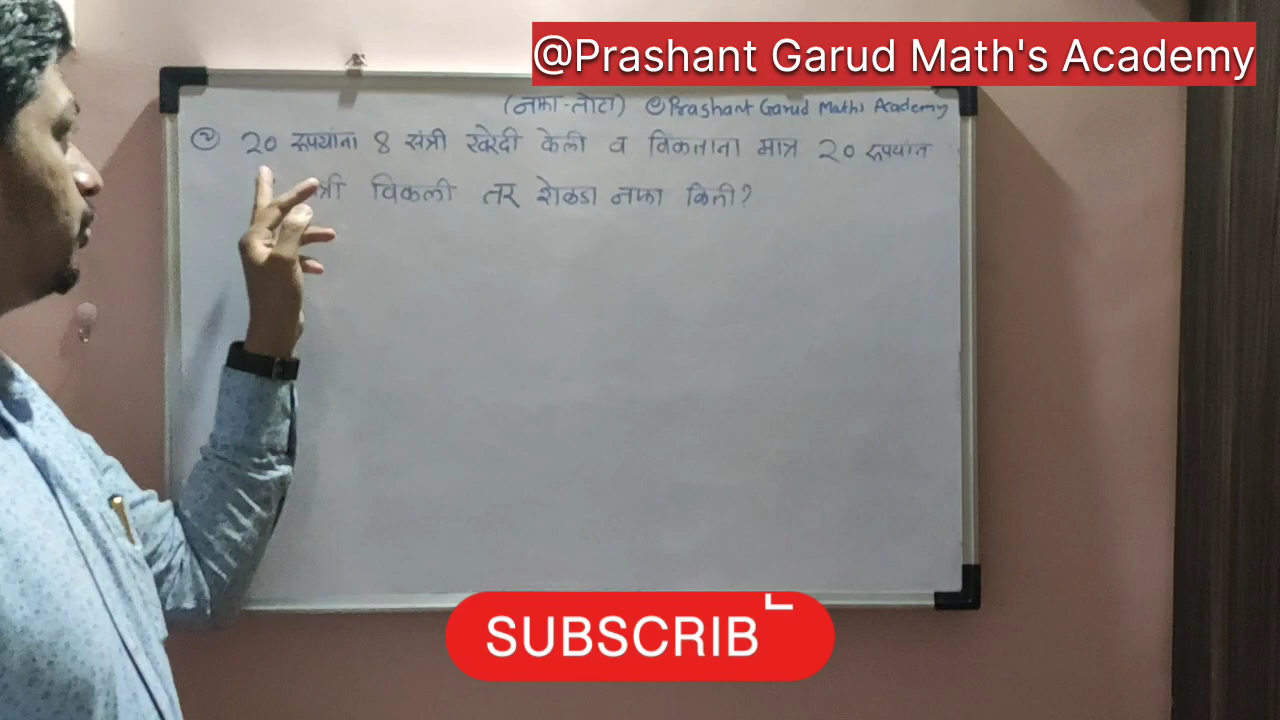 @Prashant Garud Math's Academy
(नफा-तोटा) @Prashant Garud Maths Academy
२० रूपयांना 8 संत्री खरेदी केली व विकताना मात्र २० रूपयांत
विकली तर शेकडा नफा किती?
SUBSCRIB